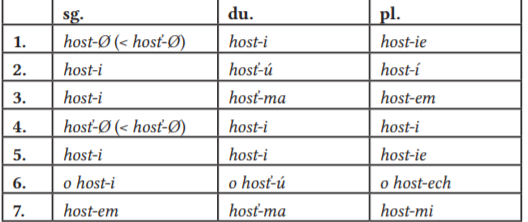 sg. du. pl.
1. host-Ø (< hosť-Ø) host-i host-ie
2. host-i hosť-ú host-í
3. host-i hosť-ma host-em
4. hosť-Ø (< hosť-Ø) host-i host-i
5. host-i host-i host-ie
6. o host-i o hosť-ú o host-ech
7. host-em hosť-ma host-mi